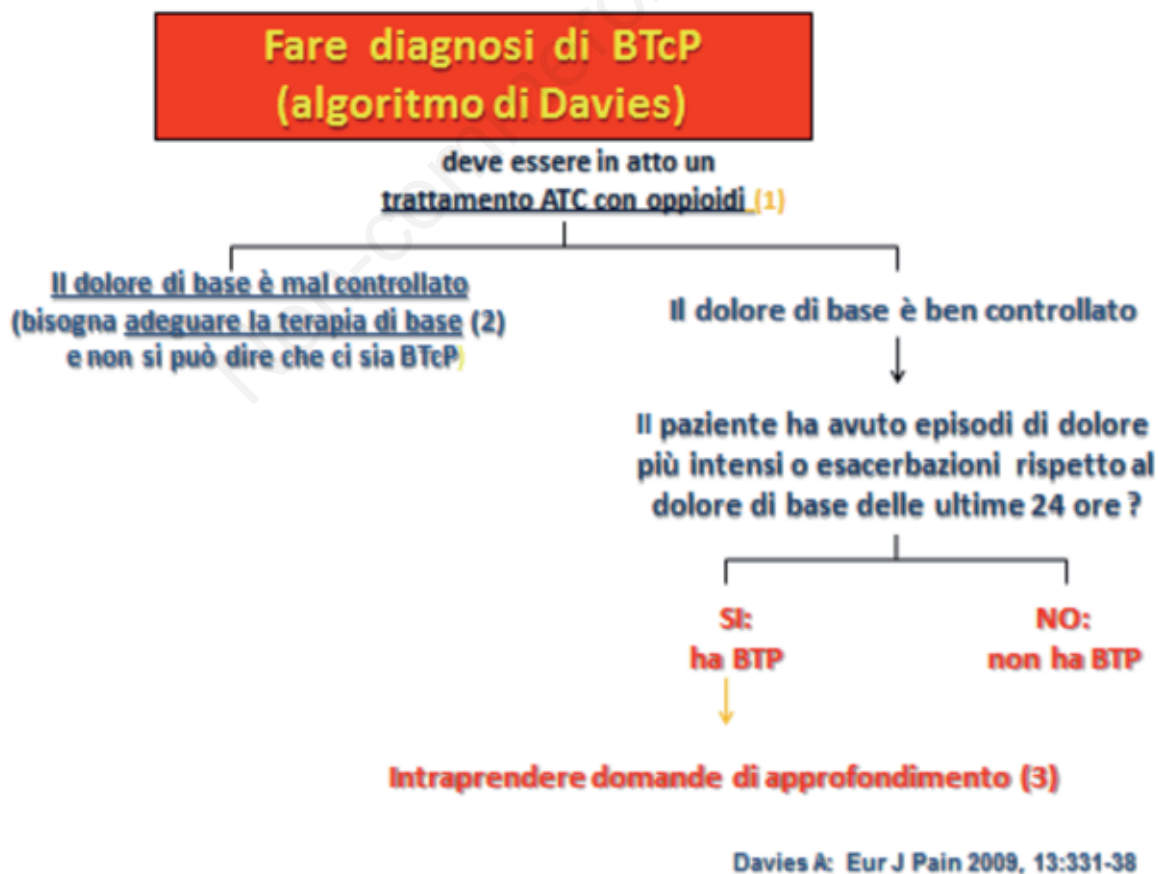 Fare diagnosi di BTcP
(algoritmo di Davies)
deve essere in atto un
trattamento ATC con oppioidi (1)
Il dolore di base è mal controllato
(bisogna adeguare la terapia di base (2)
e non si può dire che ci sia BTcP)
Il dolore di base è ben controllato
Il paziente ha avuto episodi di dolore
più intensi o esacerbazioni rispetto al
dolore di base delle ultime 24 ore ?
SI:
ha BTP
NO:
non ha BTP
Intraprendere domande di approfondimento (3)
Davies A: Eur J Pain 2009, 13:331-38